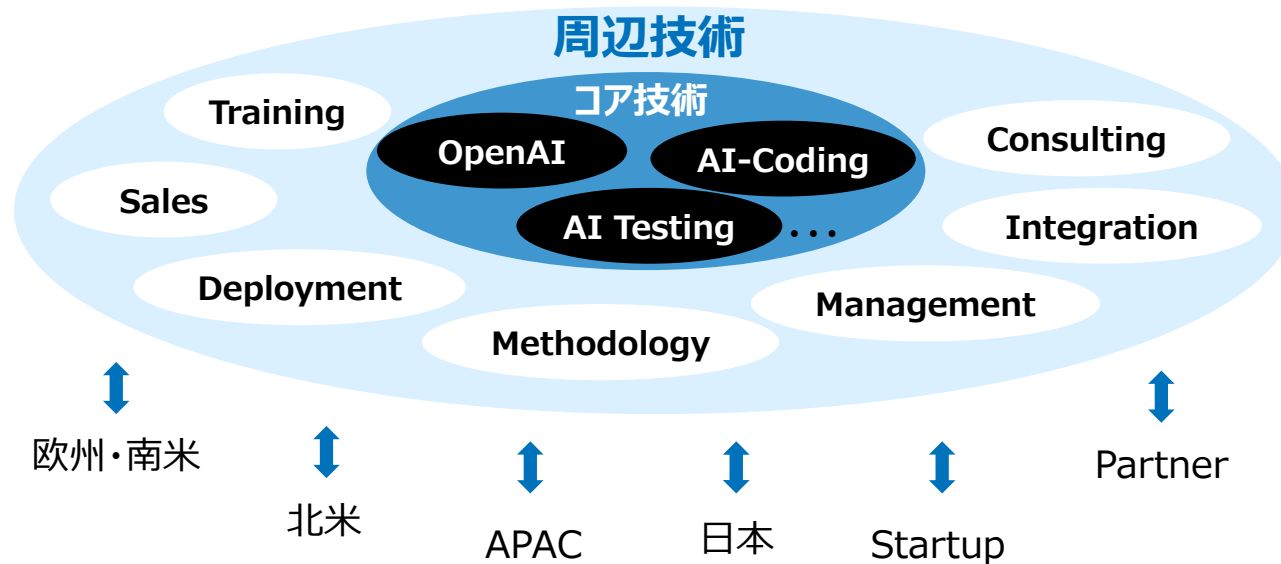 周辺技術
コア技術
Training
OpenAI
AI-Coding
Consulting
Sales
AI Testing
・・・
Integration
Deployment
Management
Methodology
欧州・南米
北米
APAC
日本
Startup
Partner